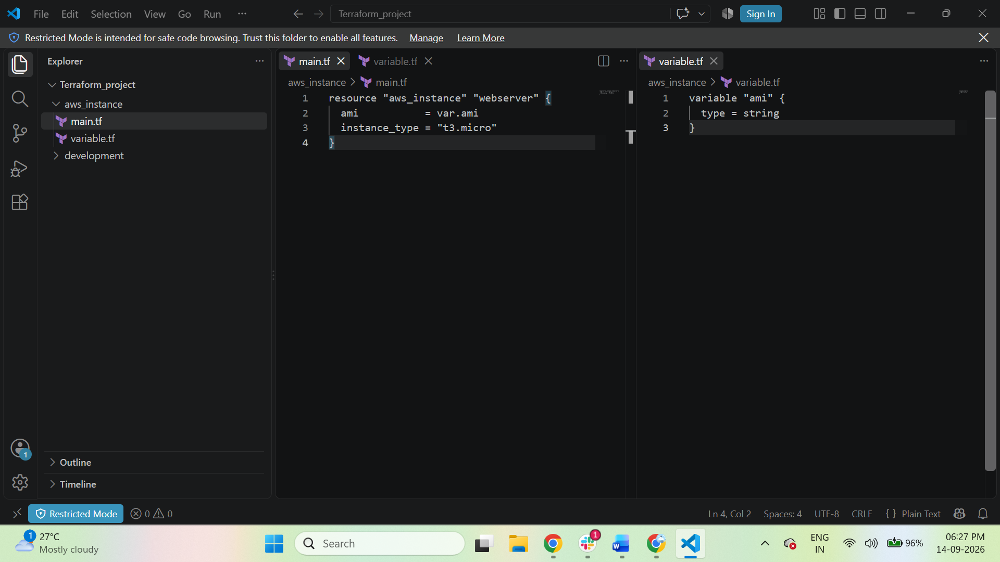 File Edit Selection View Go Run ··· Terraform_project Sign In
Restricted Mode is intended for safe code browsing. Trust this folder to enable all features. Manage Learn More
Explorer
Terraform_project
aws_instance
main.tf
variable.tf
development
Outline
Timeline
main.tf variable.tf
aws_instance > main.tf
1 resource "aws_instance" "webserver" {
2 ami = var.ami
3 instance_type = "t3.micro"
4 }
variable.tf
aws_instance > variable.tf
1 variable "ami" {
2 type = string
3 }
1
Restricted Mode 0 0 Ln 4, Col 2 Spaces: 4 UTF-8 CRLF { } Plain Text
1 27°C
Mostly cloudy
Search
1
W
ENG
IN
96%
06:27 PM
14-09-2026